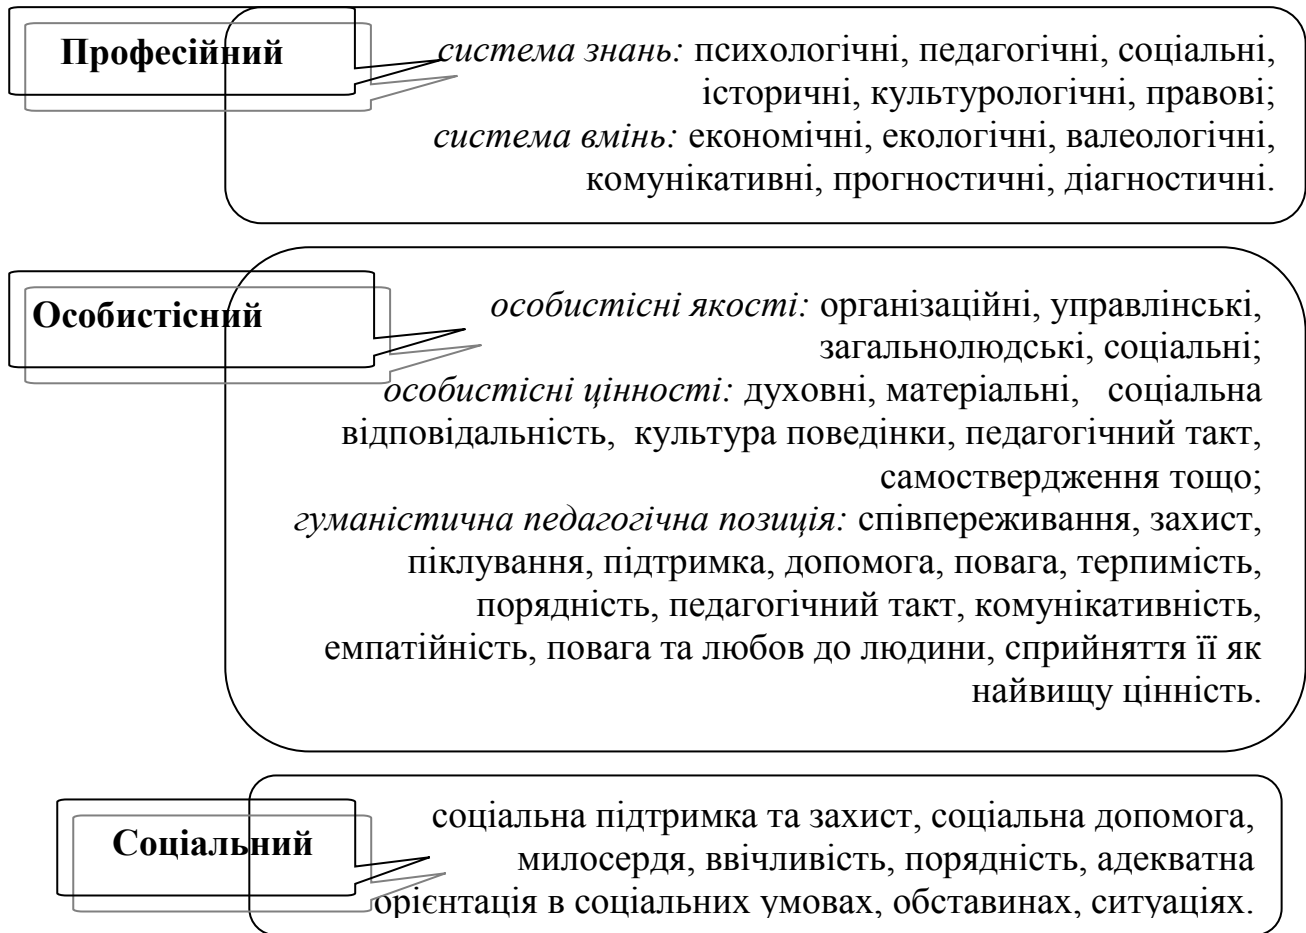 Професійний
система знань: психологічні, педагогічні, соціальні,
історичні, культурологічні, правові;
система вмінь: економічні, екологічні, валеологічні,
комунікативні, прогностичні, діагностичні.
Особистісний
особистісні якості: організаційні, управлінські,
загальнолюдські, соціальні;
особистісні цінності: духовні, матеріальні, соціальна
відповідальність, культура поведінки, педагогічний такт,
самоствердження тощо;
гуманістична педагогічна позиція: співпереживання, захист,
піклування, підтримка, допомога, повага, терпимість,
порядність, педагогічний такт, комунікативність,
емпатійність, повага та любов до людини, сприйняття її як
найвищу цінність.
Соціальний
соціальна підтримка та захист, соціальна допомога,
милосердя, ввічливість, порядність, адекватна
орієнтація в соціальних умовах, обставинах, ситуаціях.